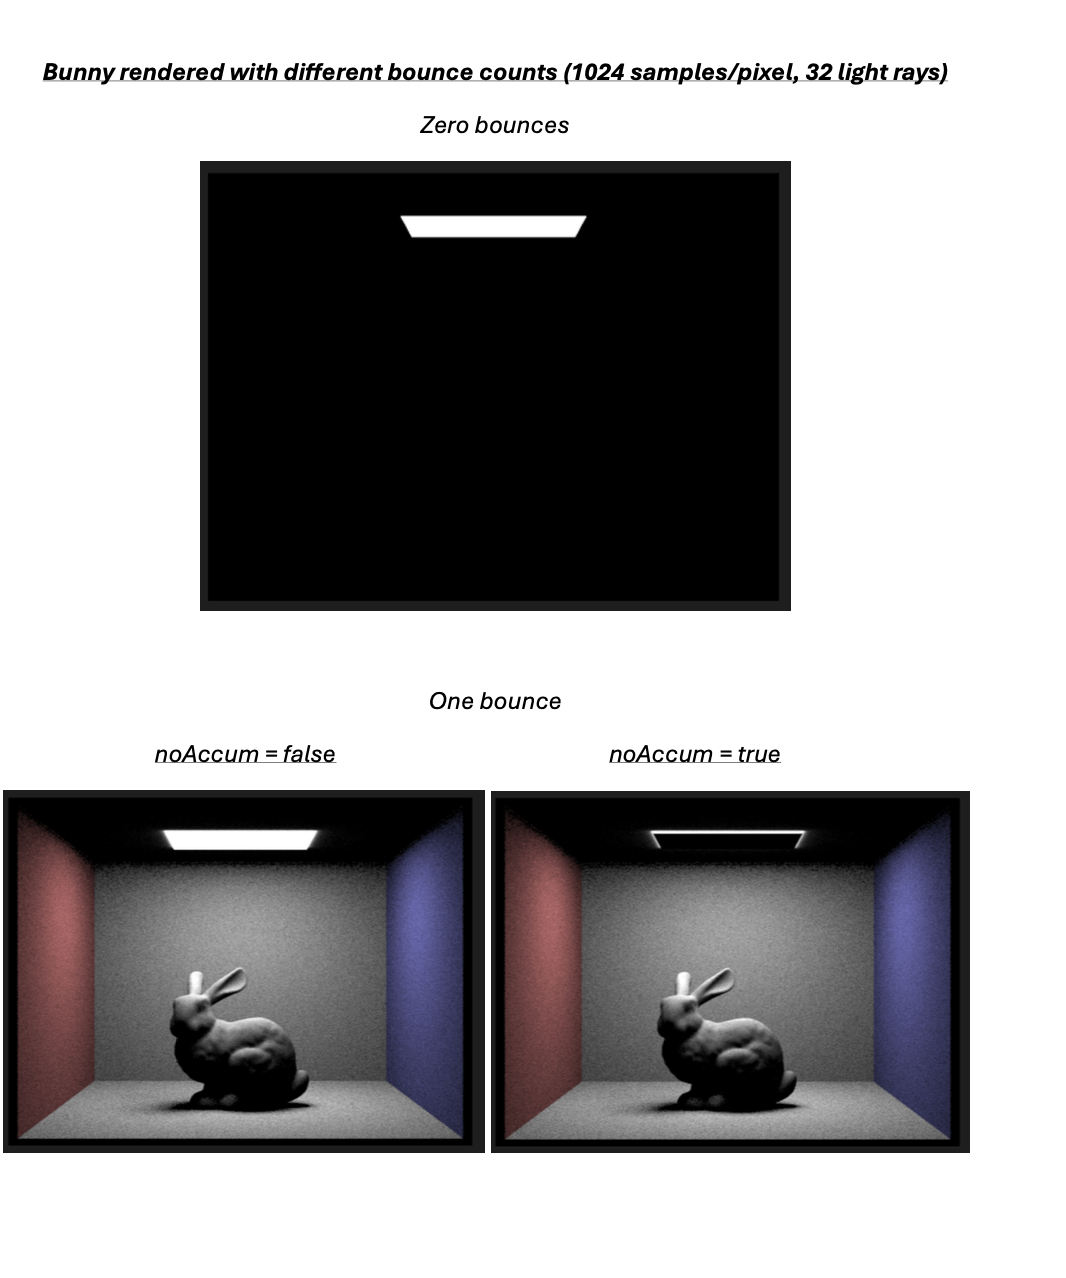 Bunny rendered with different bounce counts (1024 samples/pixel, 32 light rays)
Zero bounces
One bounce
noAccum = false
noAccum = true